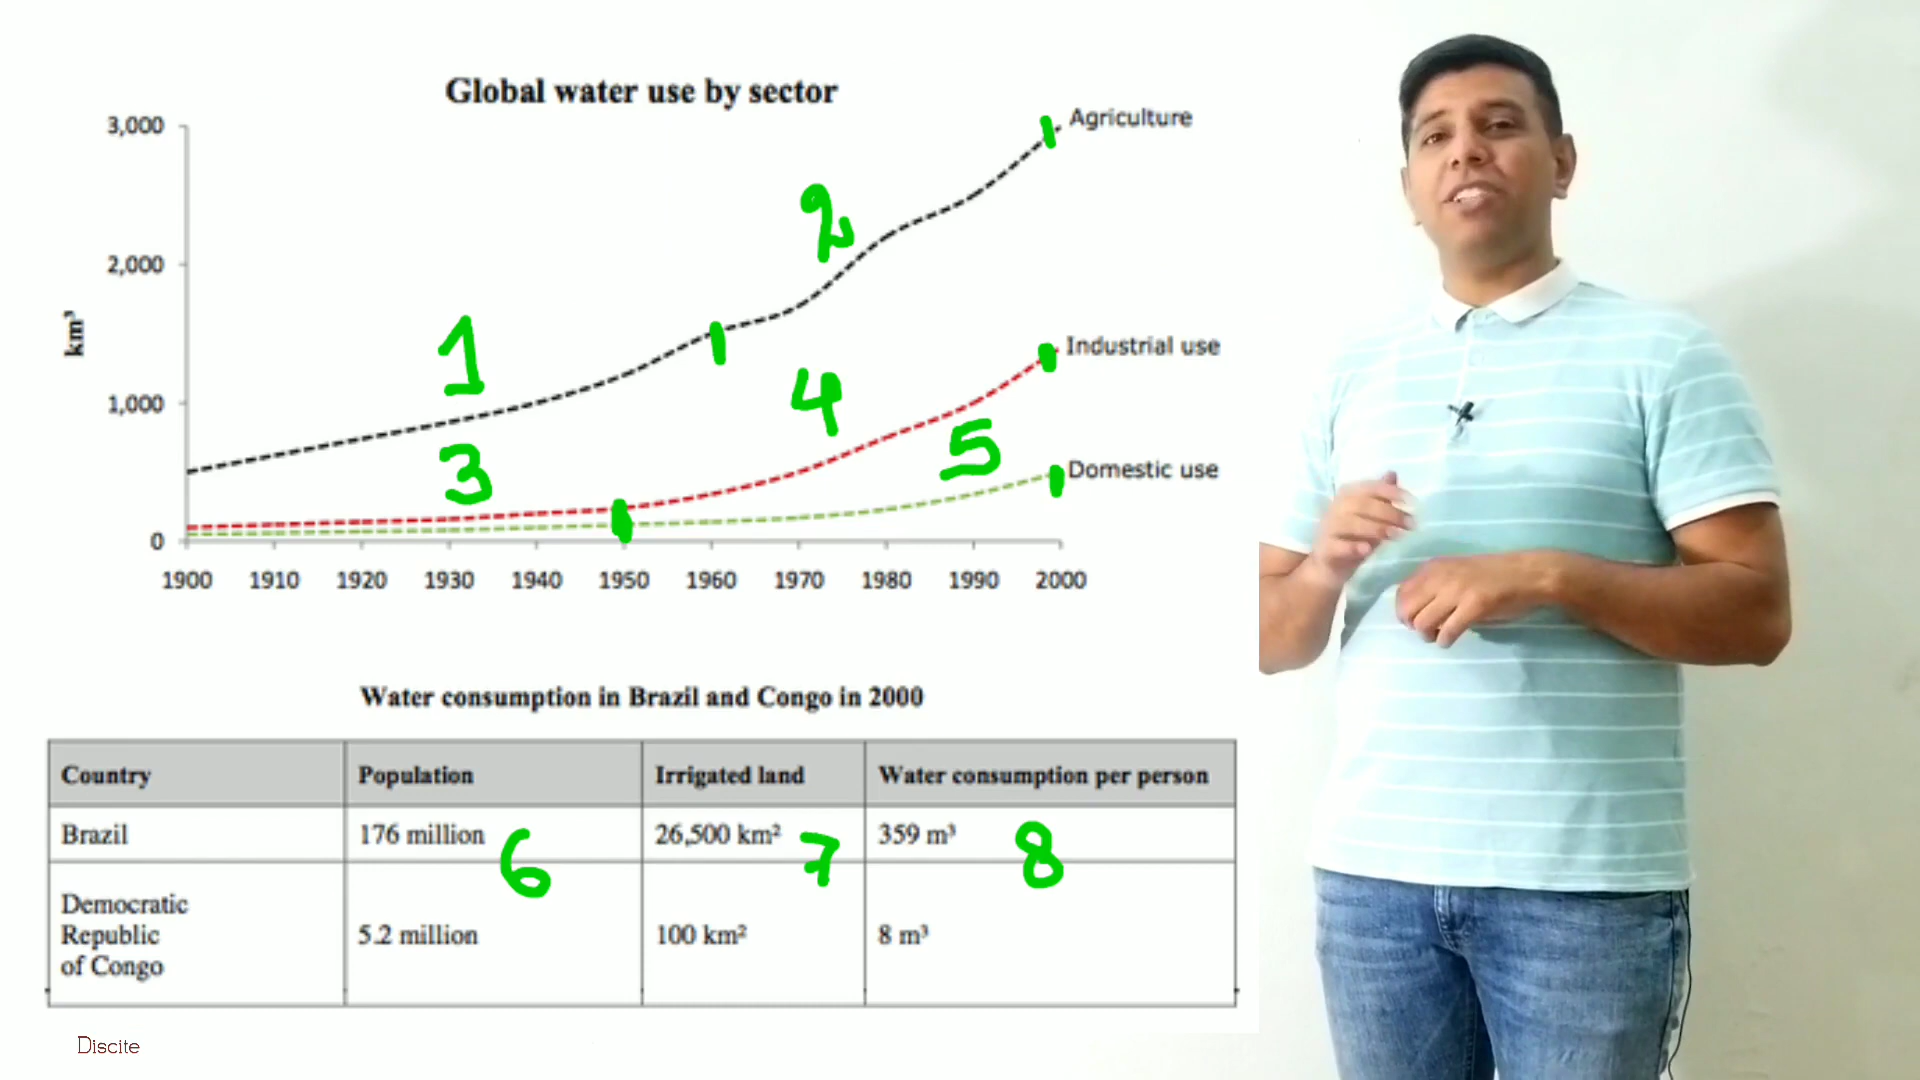 Global water use by sector
3,000
2,000
1,000
0
km³
Agriculture
Industrial use
Domestic use
1
2
3
4
5
1900 1910 1920 1930 1940 1950 1960 1970 1980 1990 2000
Water consumption in Brazil and Congo in 2000
Country Population Irrigated land Water consumption per person
Brazil 176 million 26,500 km² 359 m³
6 7 8
Democratic
Republic 5.2 million 100 km² 8 m³
of Congo
Discite